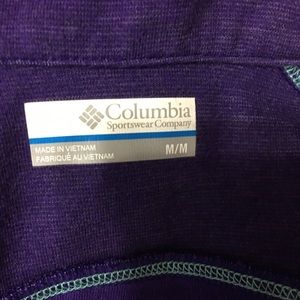 Columbia
Sportswear Company
MADE IN VIETNAM
FABRIQUÉ AU VIETNAM
M/M